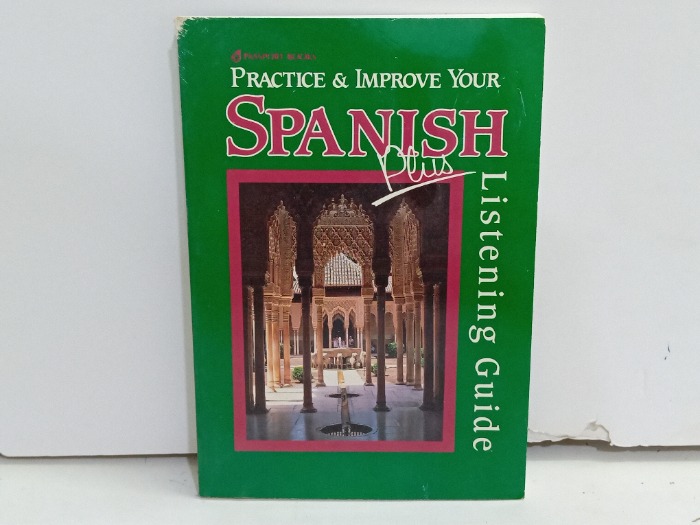 PASSPORT BOOKS
PRACTICE & IMPROVE YOUR
SPANISH
Plus
Listening Guide